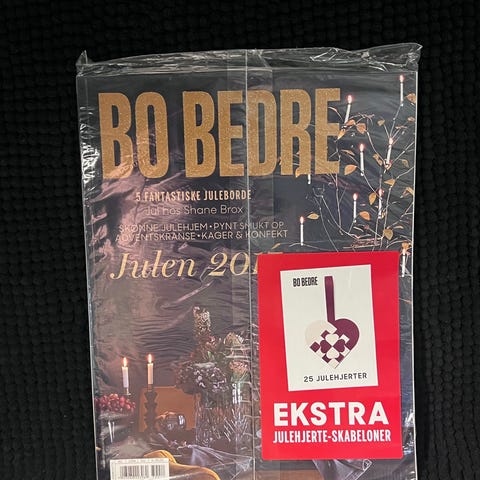 BO BEDRE
5 FANTASTISKE JULEBORDE
Jul hos Shane Brox
SKØNNE JULEHJEM • PYNT SMUKT OP
ADVENTSKRANSE • KAGER & KONFEKT
Julen
BO BEDRE
25 JULEHJERTER
EKSTRA
JULEHJERTE-SKABELONER